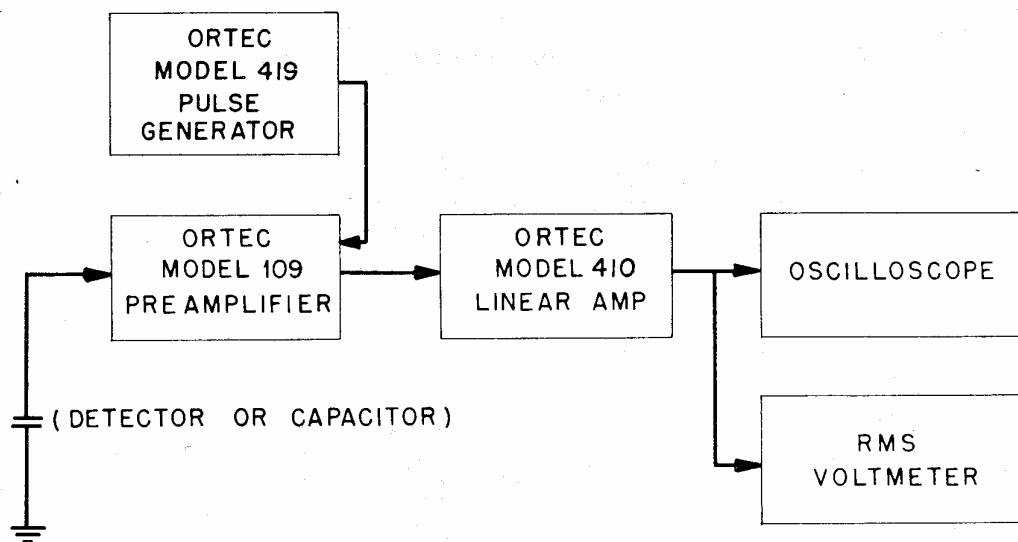 ORTEC
MODEL 419
PULSE
GENERATOR
ORTEC
MODEL 109
PREAMPLIFIER
ORTEC
MODEL 410
LINEAR AMP
OSCILLOSCOPE
(DETECTOR OR CAPACITOR)
RMS
VOLTMETER